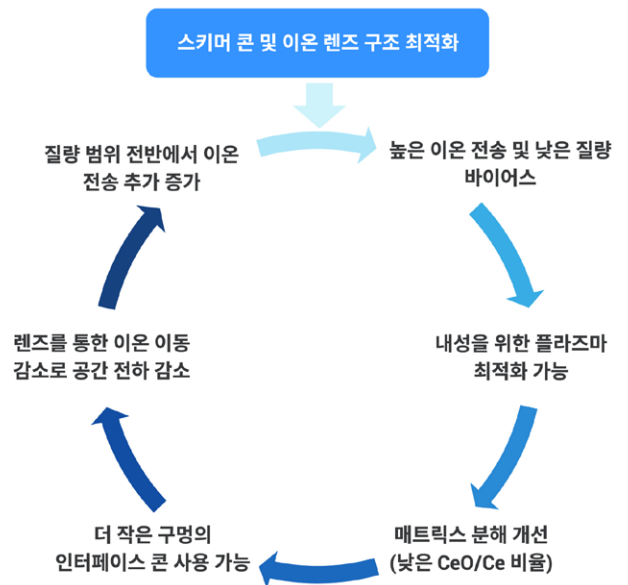 스키머 콘 및 이온 렌즈 구조 최적화
높은 이온 전송 및 낮은 질량
바이어스
내성을 위한 플라즈마
최적화 가능
매트릭스 분해 개선
(낮은 CeO/Ce 비율)
더 작은 구멍의
인터페이스 콘 사용 가능
렌즈를 통한 이온 이동
감소로 공간 전하 감소
질량 범위 전반에서 이온
전송 추가 증가